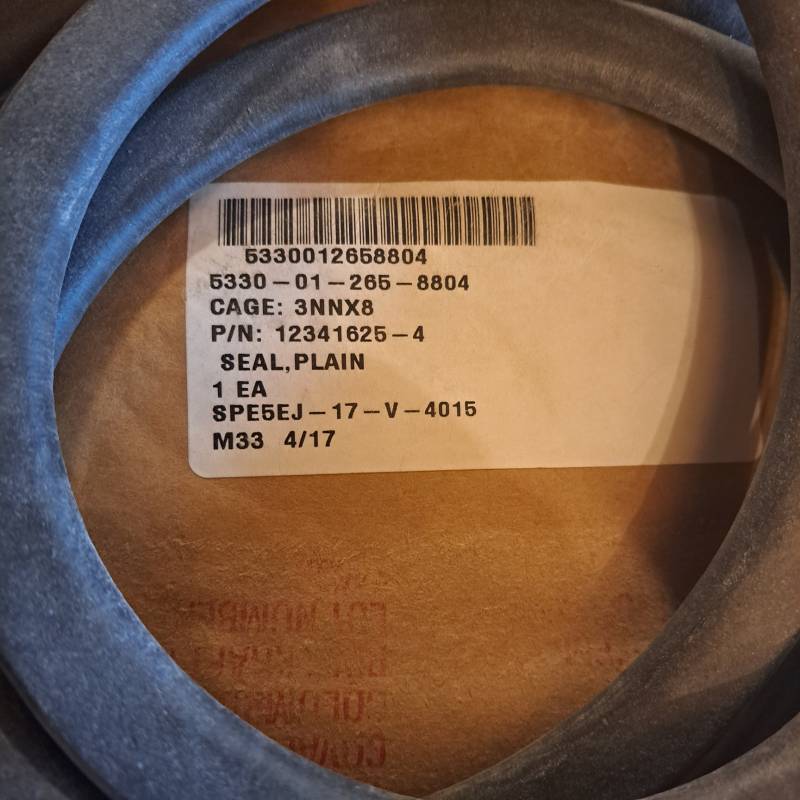 5330012658804
5330-01-265-8804
CAGE: 3NNX8
P/N: 12341625-4
SEAL,PLAIN
1 EA
SPE5EJ-17-V-4015
M33 4/17